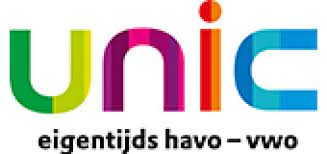 unic
eigentijds havo – vwo